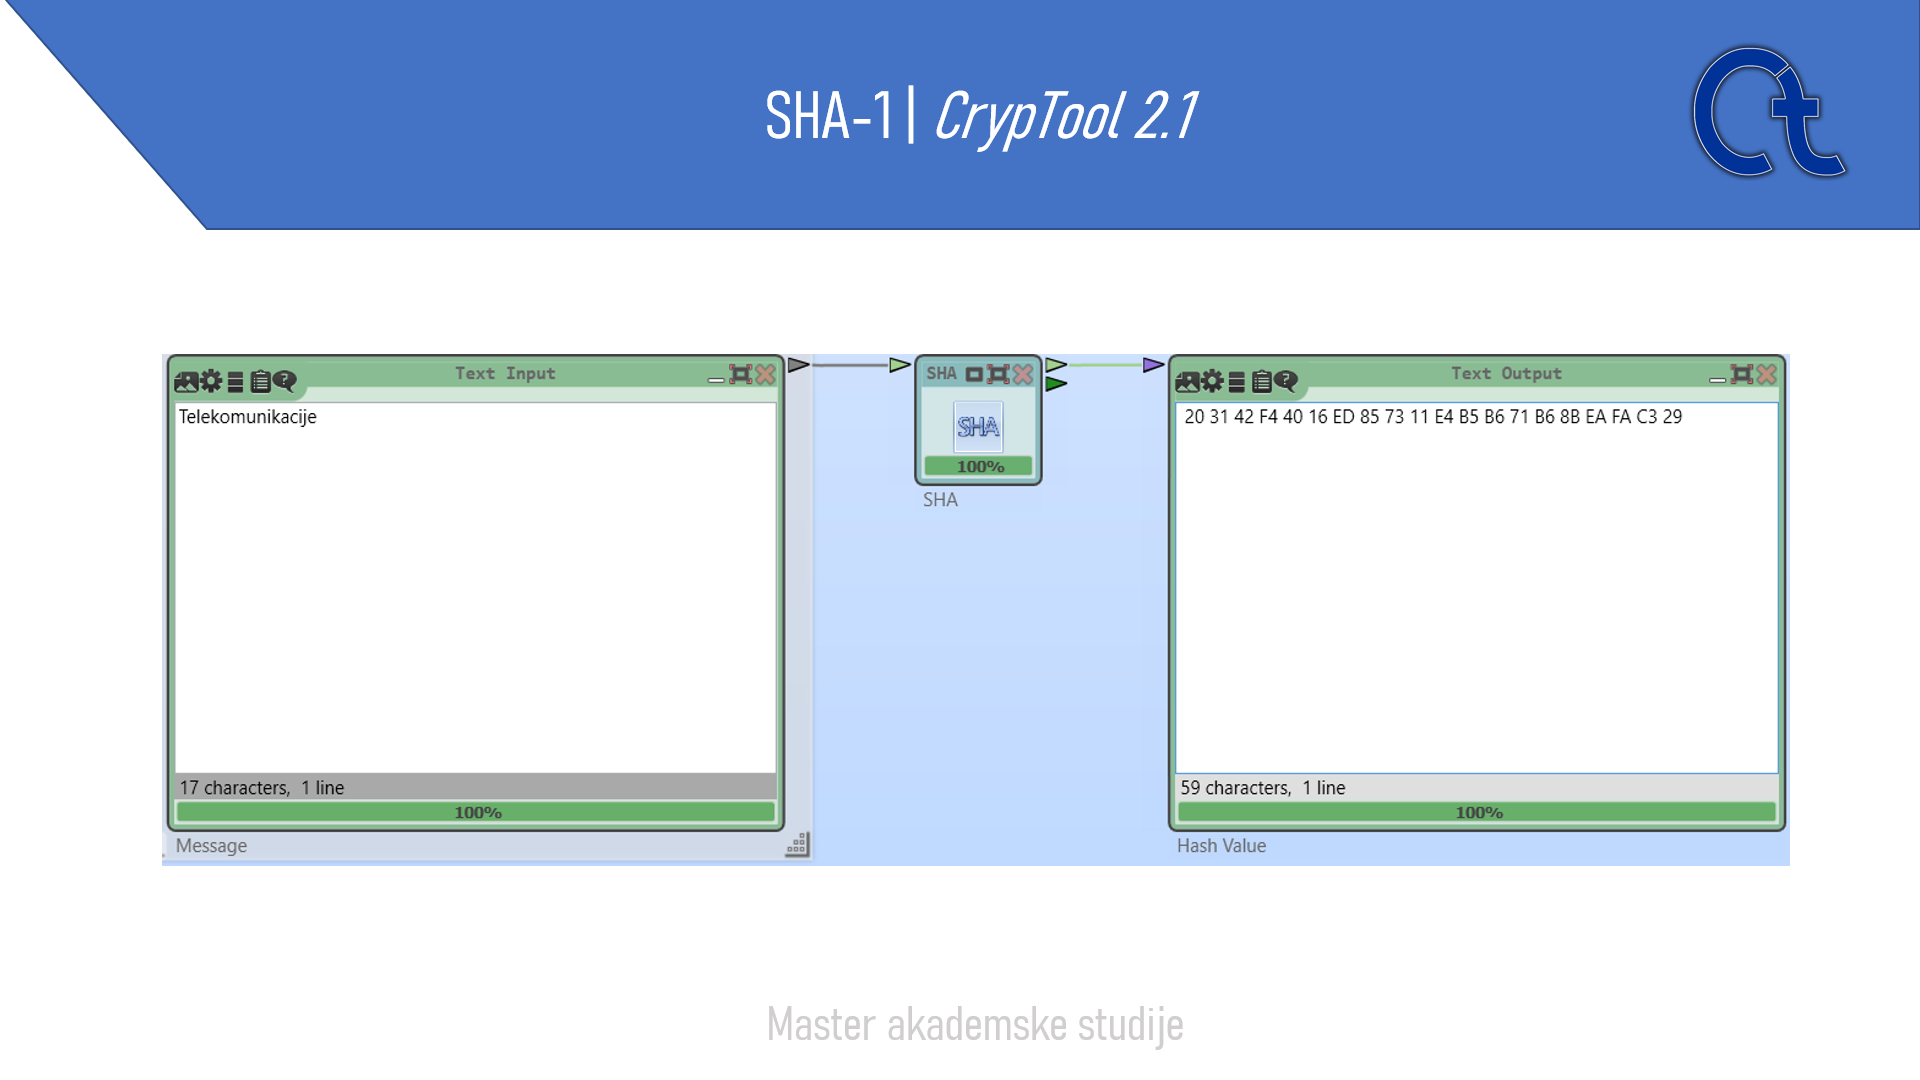 SHA-1 | CrypTool 2.1
Ct
Text Input
SHA
Text Output
Telekomunikacije
SHA
20 31 42 F4 40 16 ED 85 73 11 E4 B5 B6 71 B6 8B EA FA C3 29
100%
SHA
17 characters, 1 line
59 characters, 1 line
100%
100%
Message
Hash Value
Master akademske studije